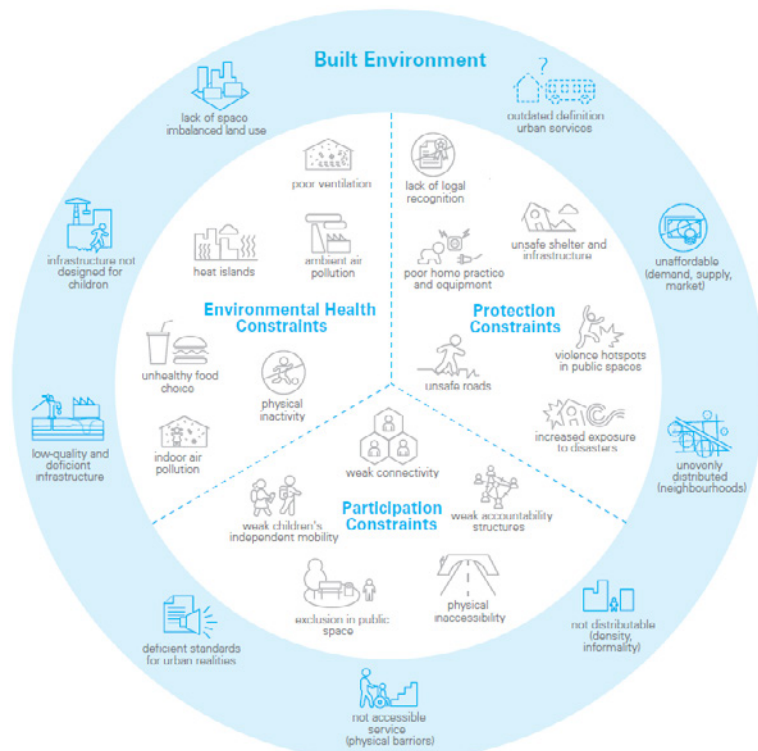 Built Environment
lack of space
imbalanced land use
outdated definition
urban services
poor ventilation
lack of legal
recognition
infrastructure not
designed for
children
heat islands
ambient air
pollution
poor home practice
and equipment
unsafe shelter and
infrastructure
unaffordable
(demand, supply,
market)
Environmental Health
Constraints
Protection
Constraints
unhealthy food
choice
physical
inactivity
unsafe roads
violence hotspots
in public spaces
low-quality and
deficient
infrastructure
indoor air
pollution
weak connectivity
increased exposure
to disasters
unevenly
distributed
(neighbourhoods)
weak children's
independent mobility
Participation
Constraints
weak accountability
structures
exclusion in public
space
physical
inaccessibility
deficient standards
for urban realities
not distributable
(density,
informality)
not accessible
service
(physical barriers)